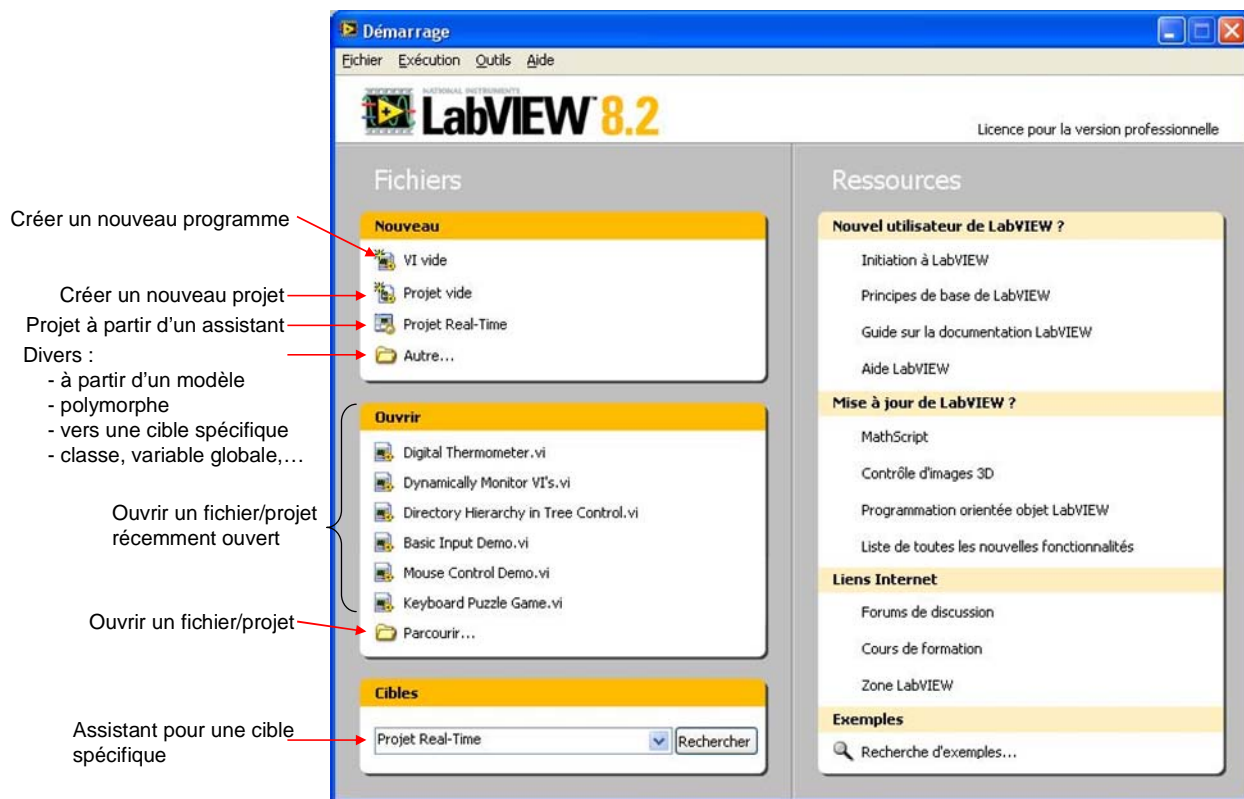 Démarrage
Fichier Exécution Outils Aide
NATIONAL INSTRUMENTS
LabVIEW™ 8.2
Licence pour la version professionnelle
Fichiers
Nouveau
VI vide
Projet vide
Projet Real-Time
Autre...
Ouvrir
Digital Thermometer.vi
Dynamically Monitor VI's.vi
Directory Hierarchy in Tree Control.vi
Basic Input Demo.vi
Mouse Control Demo.vi
Keyboard Puzzle Game.vi
Parcourir...
Cibles
Projet Real-Time
Rechercher
Ressources
Nouvel utilisateur de LabVIEW ?
Initiation à LabVIEW
Principes de base de LabVIEW
Guide sur la documentation LabVIEW
Aide LabVIEW
Mise à jour de LabVIEW ?
MathScript
Contrôle d'images 3D
Programmation orientée objet LabVIEW
Liste de toutes les nouvelles fonctionnalités
Liens Internet
Forums de discussion
Cours de formation
Zone LabVIEW
Exemples
Recherche d'exemples...
Créer un nouveau programme
Créer un nouveau projet
Projet à partir d'un assistant
Divers :
- à partir d'un modèle
- polymorphe
- vers une cible spécifique
- classe, variable globale,...
Ouvrir un fichier/projet
récemment ouvert
Ouvrir un fichier/projet
Assistant pour une cible
spécifique